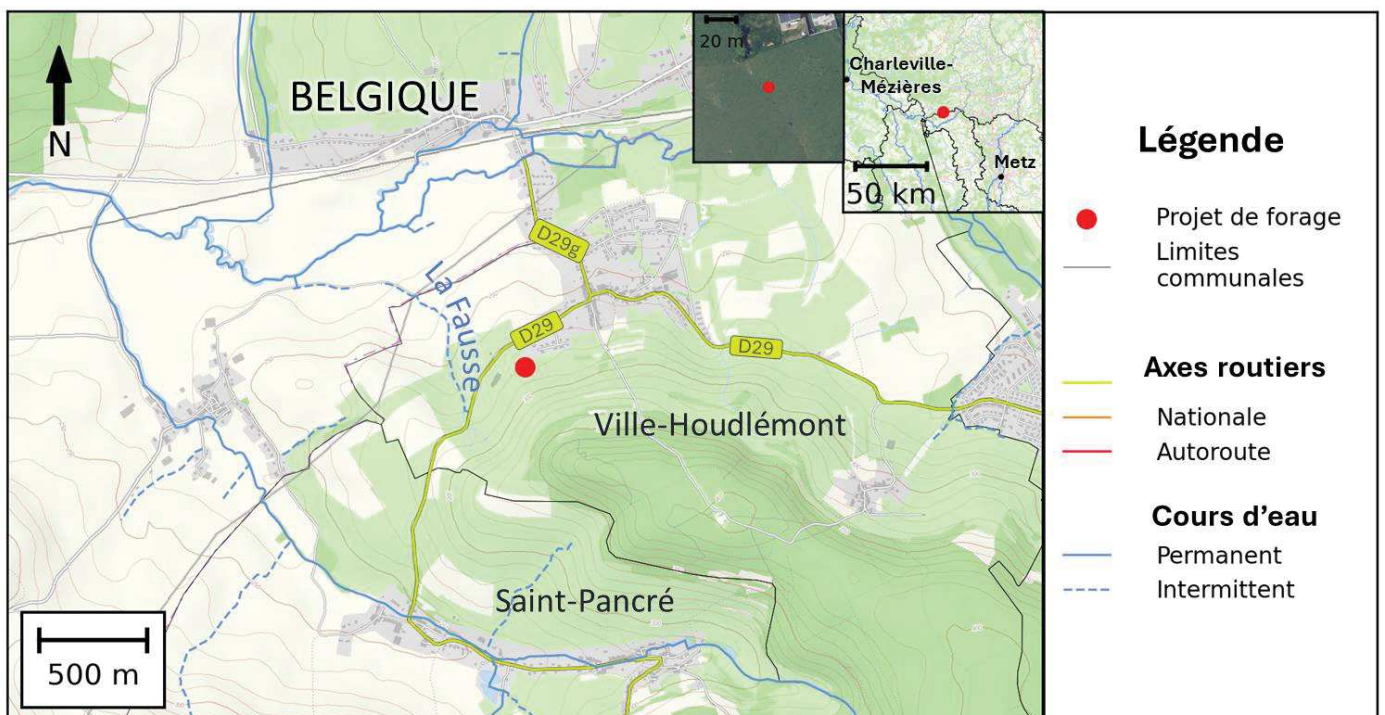 20 m
Charleville-
Mézières
BELGIQUE
N
Metz
50 km
D29g
La Fausse
D29
D29
Ville-Houdlémont
Saint-Pancré
500 m
Légende
Projet de forage
Limites
communales
Axes routiers
Nationale
Autoroute
Cours d'eau
Permanent
Intermittent